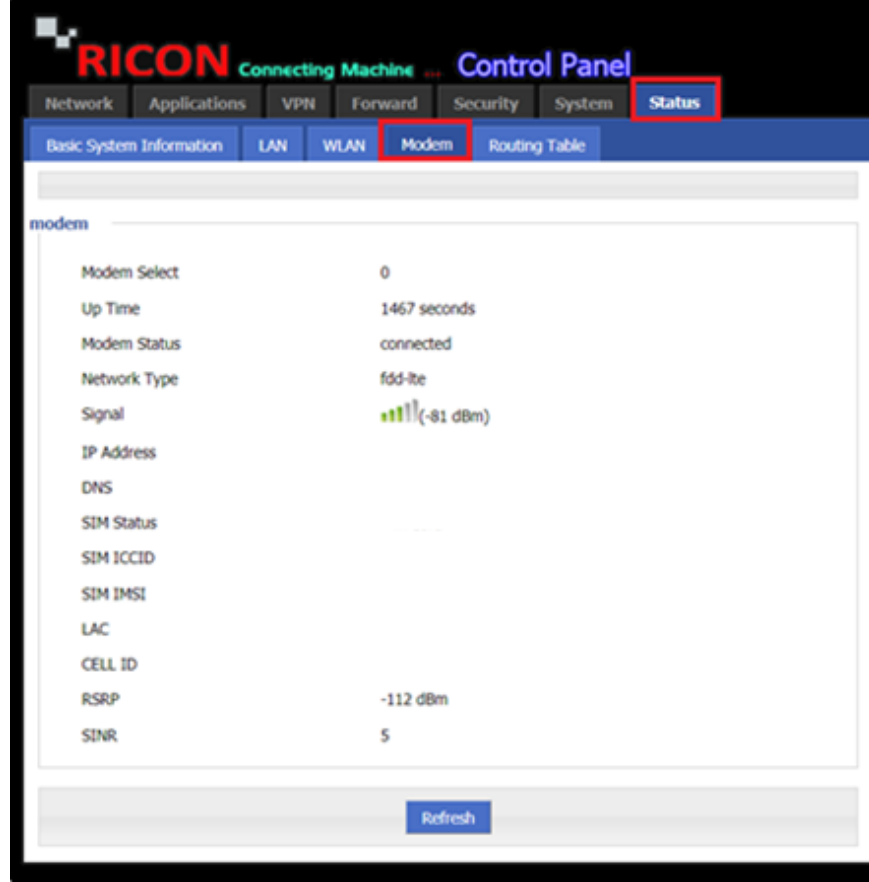 RICON Connecting Machine ... Control Panel
Network Applications VPN Forward Security System Status
Basic System Information LAN WLAN Modem Routing Table
modem
Modem Select 0
Up Time 1467 seconds
Modem Status connected
Network Type fdd-lte
Signal (-81 dBm)
IP Address
DNS
SIM Status
SIM ICCID
SIM IMSI
LAC
CELL ID
RSRP -112 dBm
SINR 5
Refresh